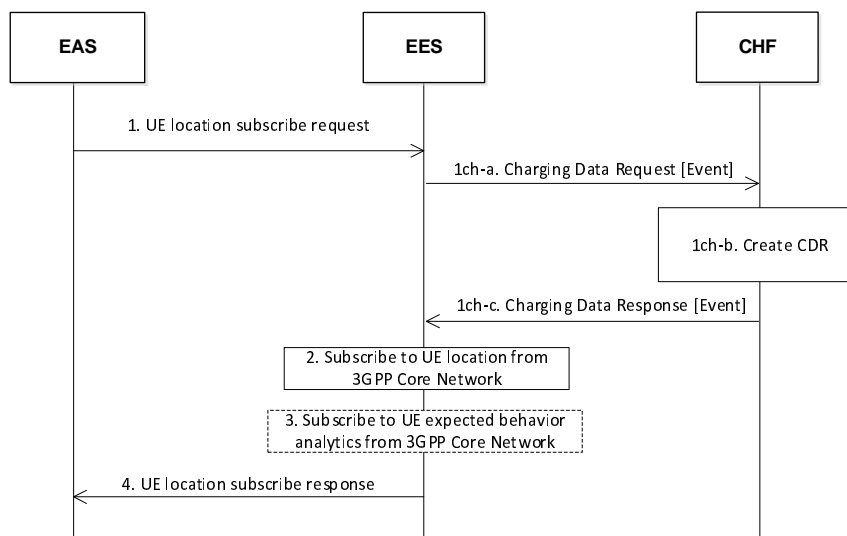 EAS
EES
CHF
1. UE location subscribe request
1ch-a. Charging Data Request [Event]
1ch-b. Create CDR
1ch-c. Charging Data Response [Event]
2. Subscribe to UE location from
3GPP Core Network
3. Subscribe to UE expected behavior
analytics from 3GPP Core Network
4. UE location subscribe response